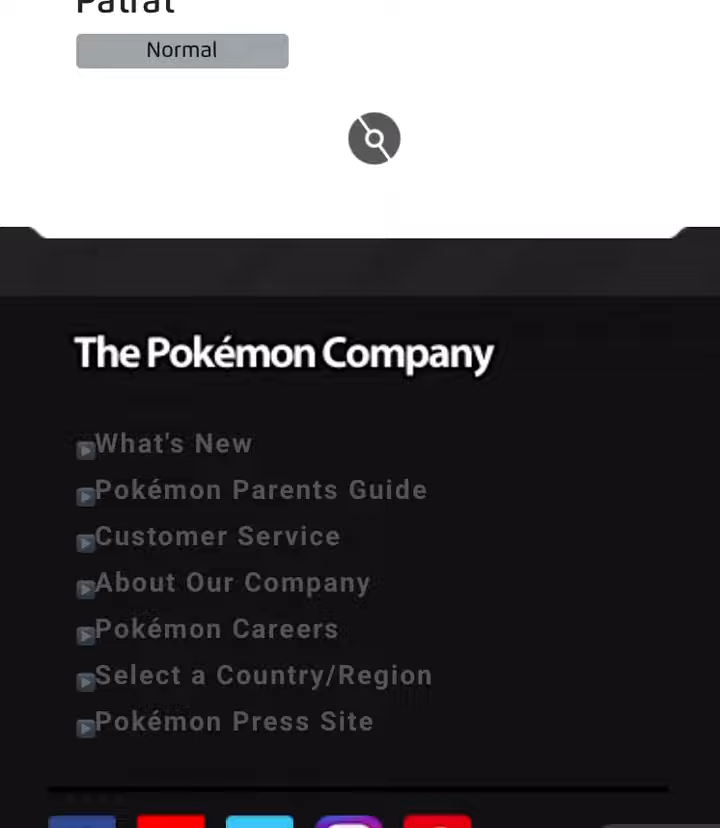 Patrat
Normal
The Pokémon Company
What's New
Pokémon Parents Guide
Customer Service
About Our Company
Pokémon Careers
Select a Country/Region
Pokémon Press Site